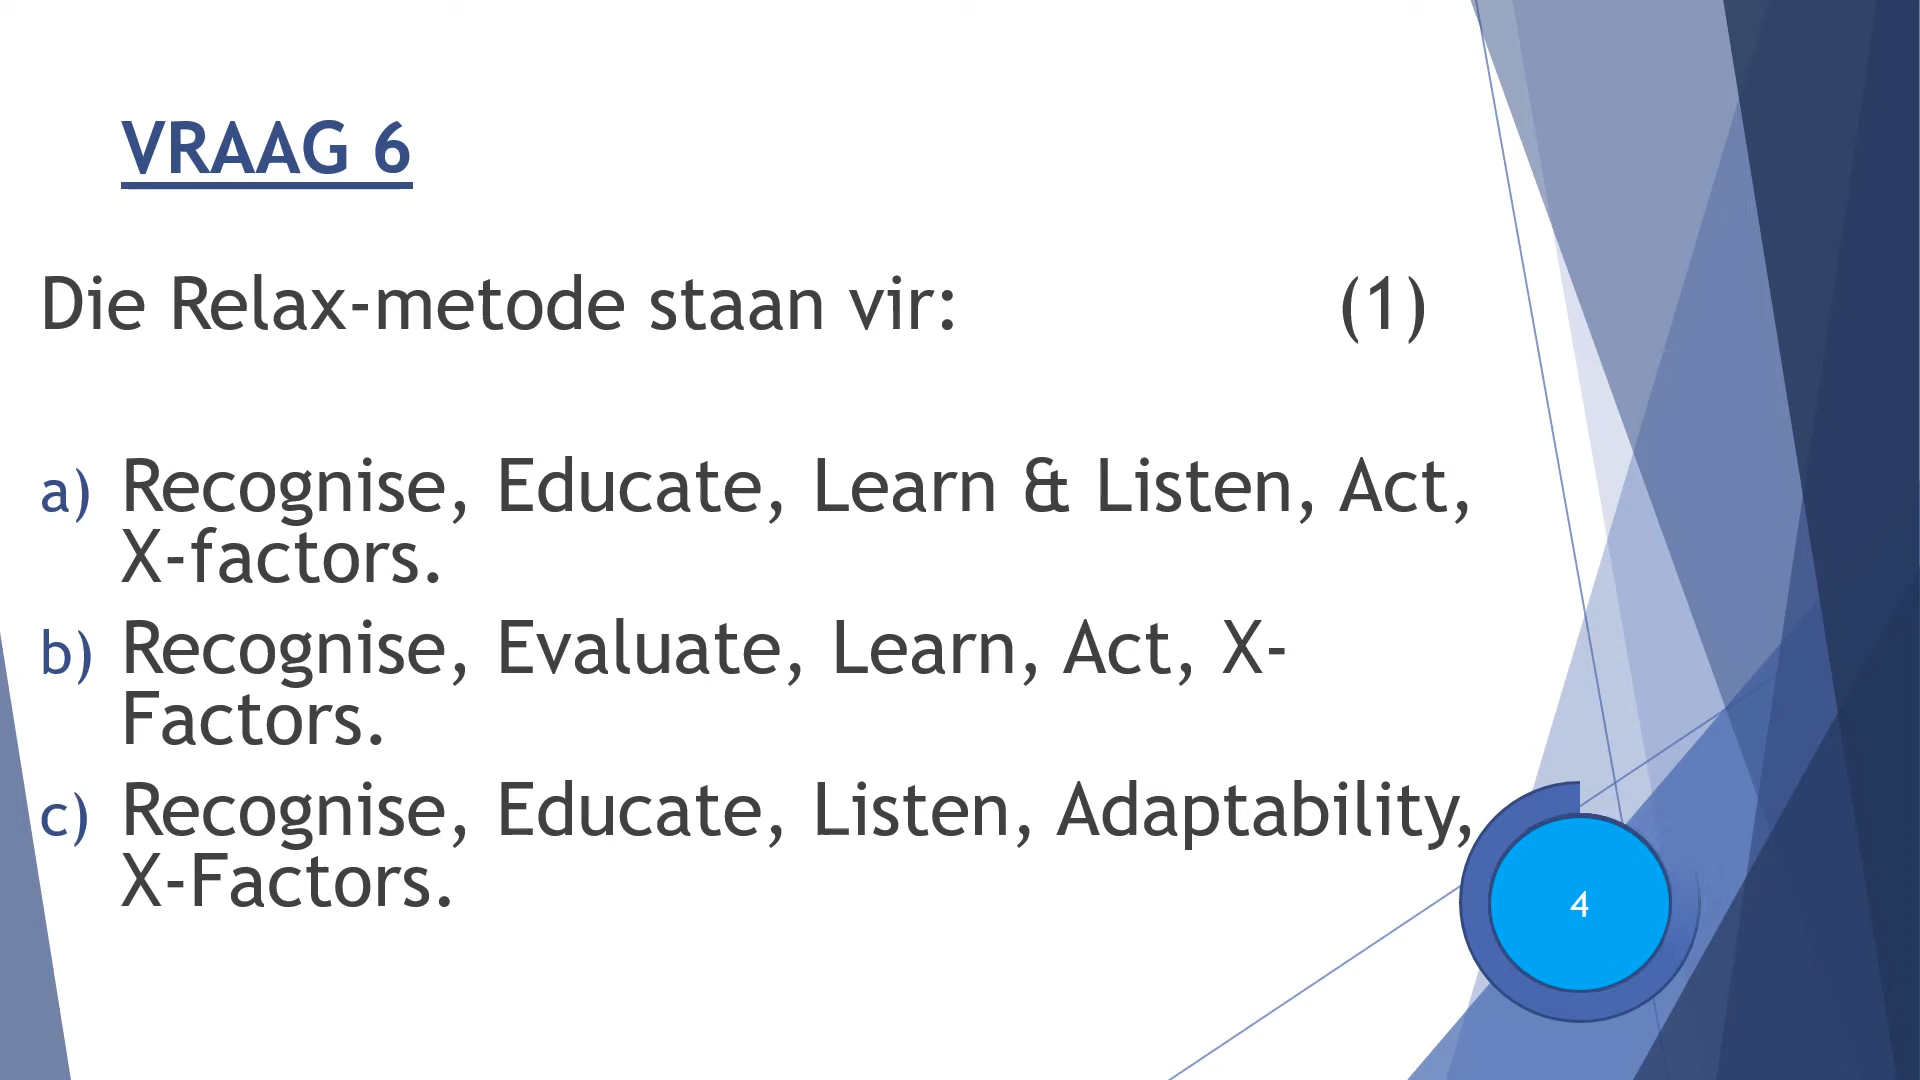 VRAAG 6
Die Relax-metode staan vir: (1)
a) Recognise, Educate, Learn & Listen, Act,
X-factors.
b) Recognise, Evaluate, Learn, Act, X-
Factors.
c) Recognise, Educate, Listen, Adaptability,
X-Factors.
4